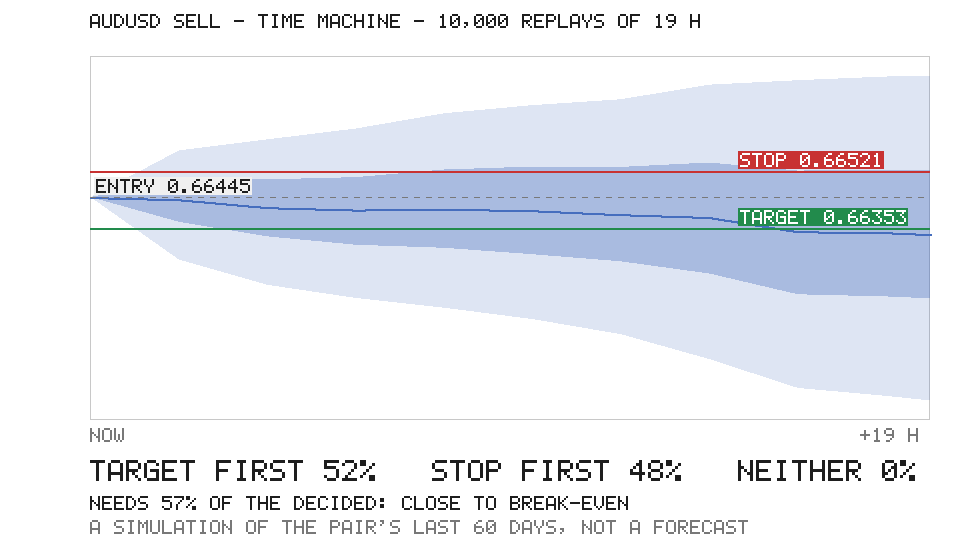 AUDUSD SELL - TIME MACHINE - 10,000 REPLAYS OF 19 H
STOP 0.66521
ENTRY 0.66445
TARGET 0.66353
NOW +19 H
TARGET FIRST 52% STOP FIRST 48% NEITHER 0%
NEEDS 57% OF THE DECIDED: CLOSE TO BREAK-EVEN
A SIMULATION OF THE PAIR'S LAST 60 DAYS, NOT A FORECAST